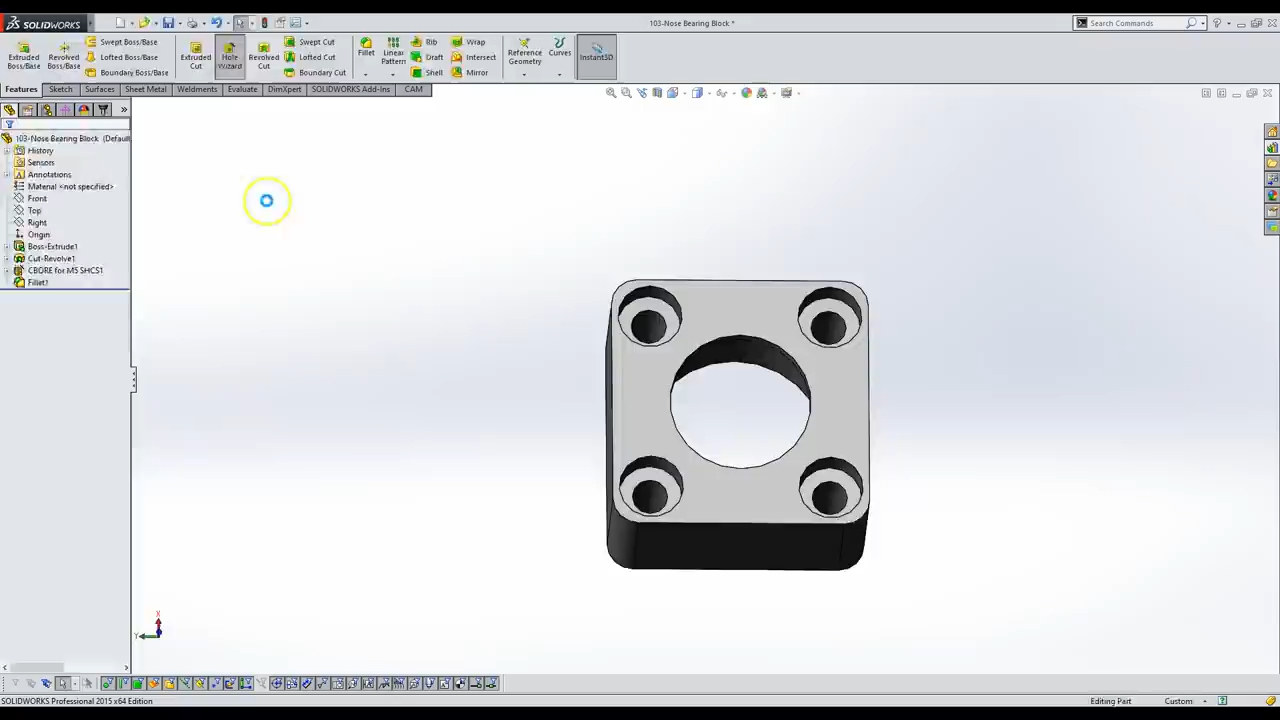 SOLIDWORKS
103-Nose Bearing Block *
Search Commands
Extruded Boss/Base
Revolved Boss/Base
Swept Boss/Base
Lofted Boss/Base
Boundary Boss/Base
Extruded Cut
Hole Wizard
Revolved Cut
Swept Cut
Lofted Cut
Boundary Cut
Fillet
Linear Pattern
Rib
Draft
Shell
Wrap
Intersect
Mirror
Reference Geometry
Curves
Instant3D
Features Sketch Surfaces Sheet Metal Weldments Evaluate DimXpert SOLIDWORKS Add-Ins CAM
103-Nose Bearing Block (Default
History
Sensors
Annotations
Material <not specified>
Front
Top
Right
Origin
Boss-Extrude1
Cut-Revolve1
CBORE for M5 SHCS1
Fillet1
X
Y
SOLIDWORKS Professional 2015 x64 Edition
Editing Part
Custom